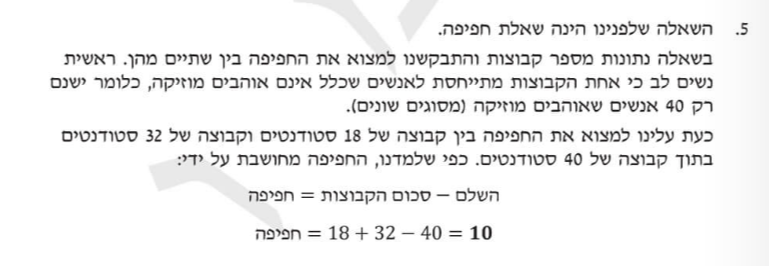 5. השאלה שלפנינו הינה שאלת חפיפה.
בשאלה נתונות מספר קבוצות והתבקשנו למצוא את החפיפה בין שתיים מהן. ראשית
נשים לב כי אחת הקבוצות מתייחסת לאנשים שכלל אינם אוהבים מוזיקה, כלומר ישנם
רק 40 אנשים שאוהבים מוזיקה (מסוגים שונים).
כעת עלינו למצוא את החפיפה בין קבוצה של 18 סטודנטים וקבוצה של 32 סטודנטים
בתוך קבוצה של 40 סטודנטים. כפי שלמדנו, החפיפה מחושבת על ידי:
השלם − סכום הקבוצות = חפיפה
חפיפה = 18 + 32 − 40 = 10